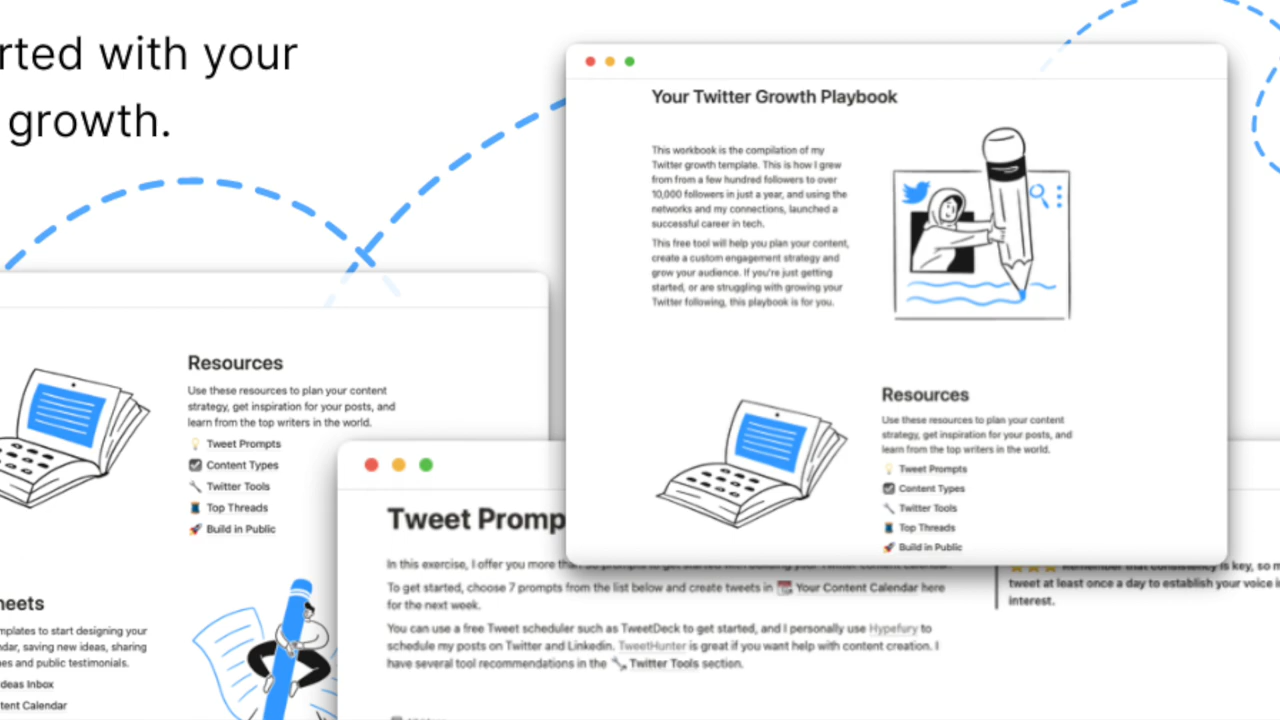 rted with your
growth.
Your Twitter Growth Playbook
This workbook is the compilation of my
Twitter growth template. This is how I grew
from from a few hundred followers to over
10,000 followers in just a year, and using the
networks and my connections, launched a
successful career in tech.
This free tool will help you plan your content,
create a custom engagement strategy and
grow your audience. If you're just getting
started, or are struggling with growing your
Twitter following, this playbook is for you.
Resources
Use these resources to plan your content
strategy, get inspiration for your posts, and
learn from the top writers in the world.
Tweet Prompts
Content Types
Twitter Tools
Top Threads
Build in Public
Resources
Use these resources to plan your content
strategy, get inspiration for your posts, and
learn from the top writers in the world.
Tweet Prompts
Content Types
Twitter Tools
Top Threads
Build in Public
heets
mplates to start designing your
ndar, saving new ideas, sharing
es and public testimonials.
deas Inbox
tent Calendar
Tweet Promp
In this exercise, I offer you more
To get started, choose 7 prompts from the list below and create tweets in Your Content Calendar here
for the next week.
You can use a free Tweet scheduler such as TweetDeck to get started, and I personally use Hypefury to
schedule my posts on Twitter and Linkedin. TweetHunter is great if you want help with content creation. I
have several tool recommendations in the Twitter Tools section.
Remember that consistency is key, so m
tweet at least once a day to establish your voice i
interest.